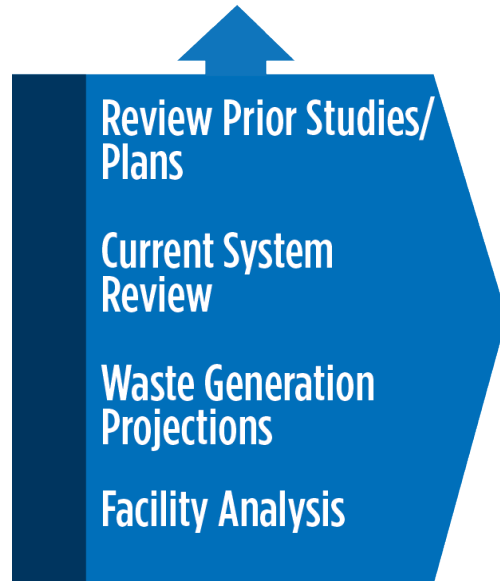 Review Prior Studies/
Plans
Current System
Review
Waste Generation
Projections
Facility Analysis